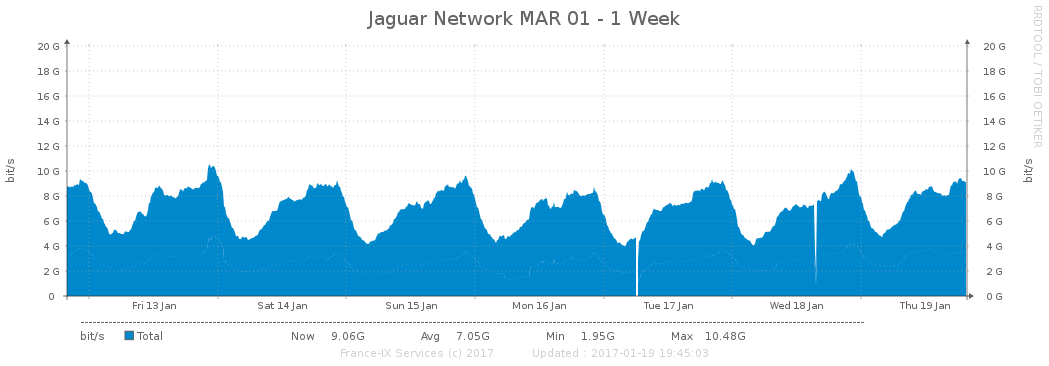 Jaguar Network MAR 01 - 1 Week
RRDTOOL / TOBI OETIKER
bit/s
bit/s
20 G 20 G
18 G 18 G
16 G 16 G
14 G 14 G
12 G 12 G
10 G 10 G
8 G 8 G
6 G 6 G
4 G 4 G
2 G 2 G
0 0 G
Fri 13 Jan Sat 14 Jan Sun 15 Jan Mon 16 Jan Tue 17 Jan Wed 18 Jan Thu 19 Jan
bit/s Total Now 9.06G Avg 7.05G Min 1.95G Max 10.48G
France-IX Services (c) 2017 Updated : 2017-01-19 19:45:03